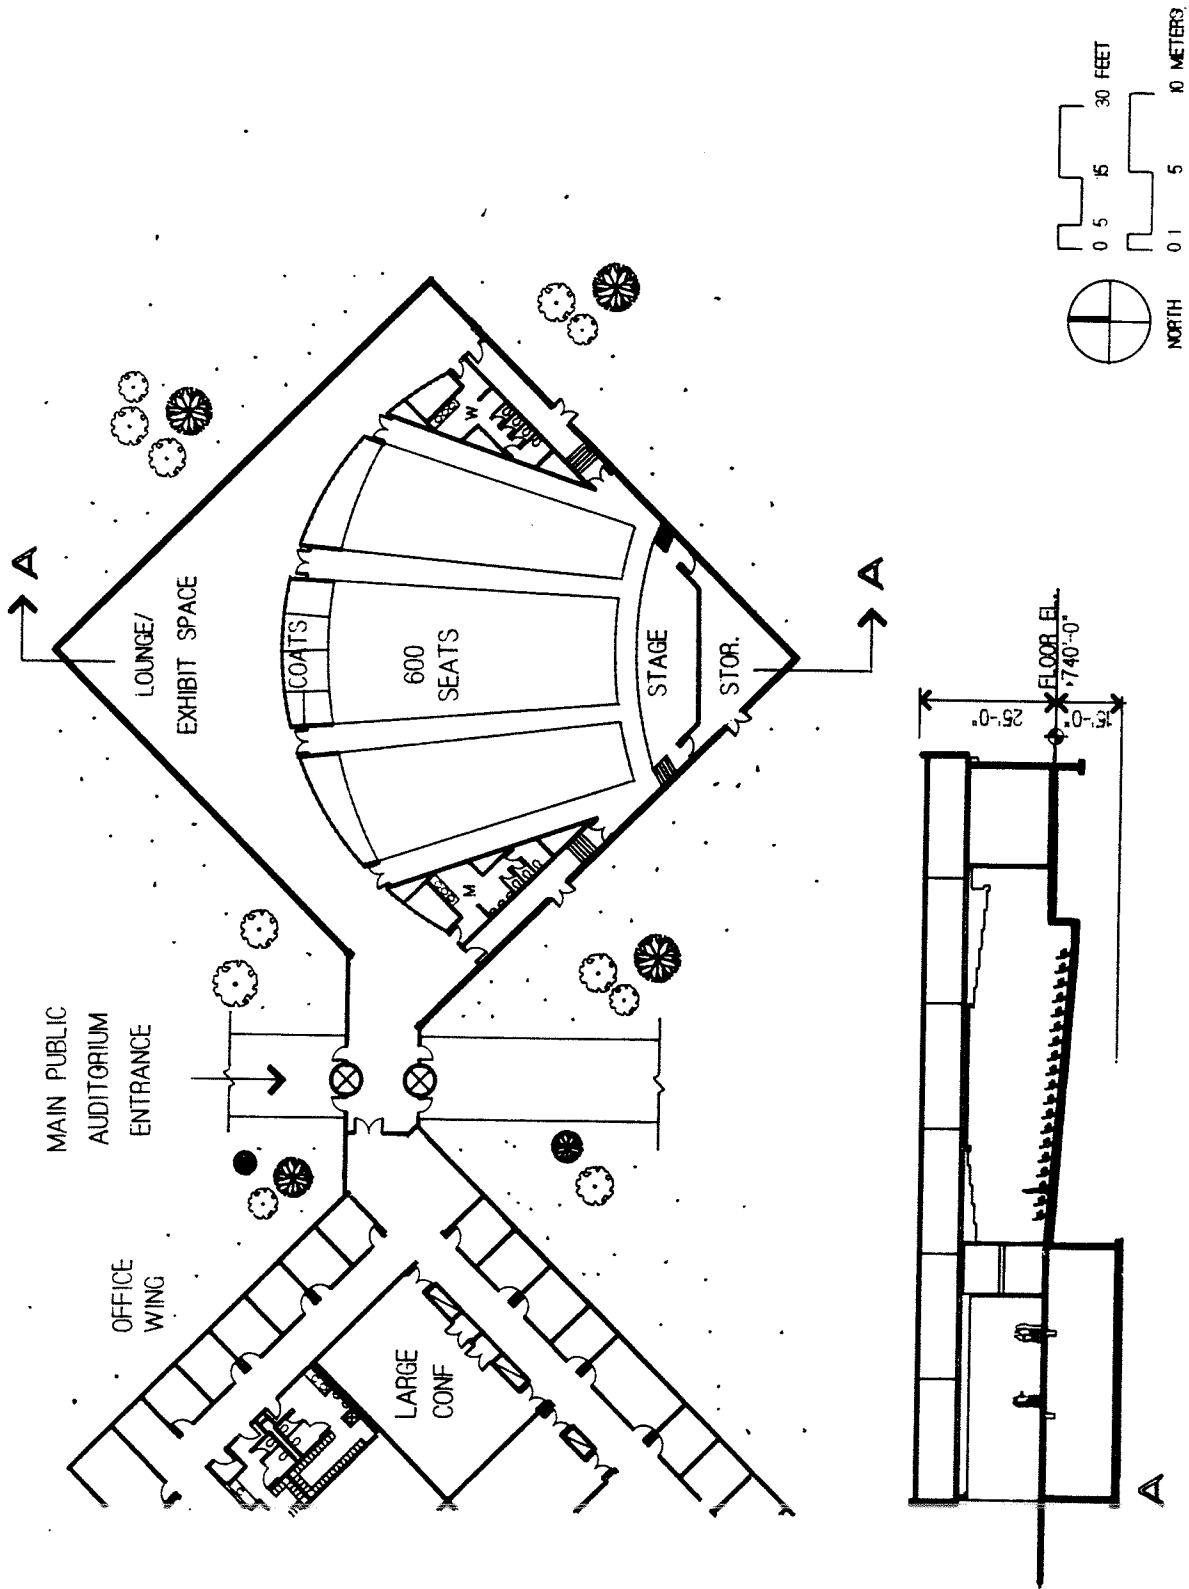 MAIN PUBLIC
AUDITORIUM
ENTRANCE
OFFICE
WING
LARGE
CONF
LOUNGE/
EXHIBIT SPACE
COATS
600
SEATS
STAGE
STOR.
M
W
A
A
A
25'-0"
15'-0"
FLOOR EL.
+740'-0"
NORTH
0 5 15 30 FEET
0 1 5 10 METERS